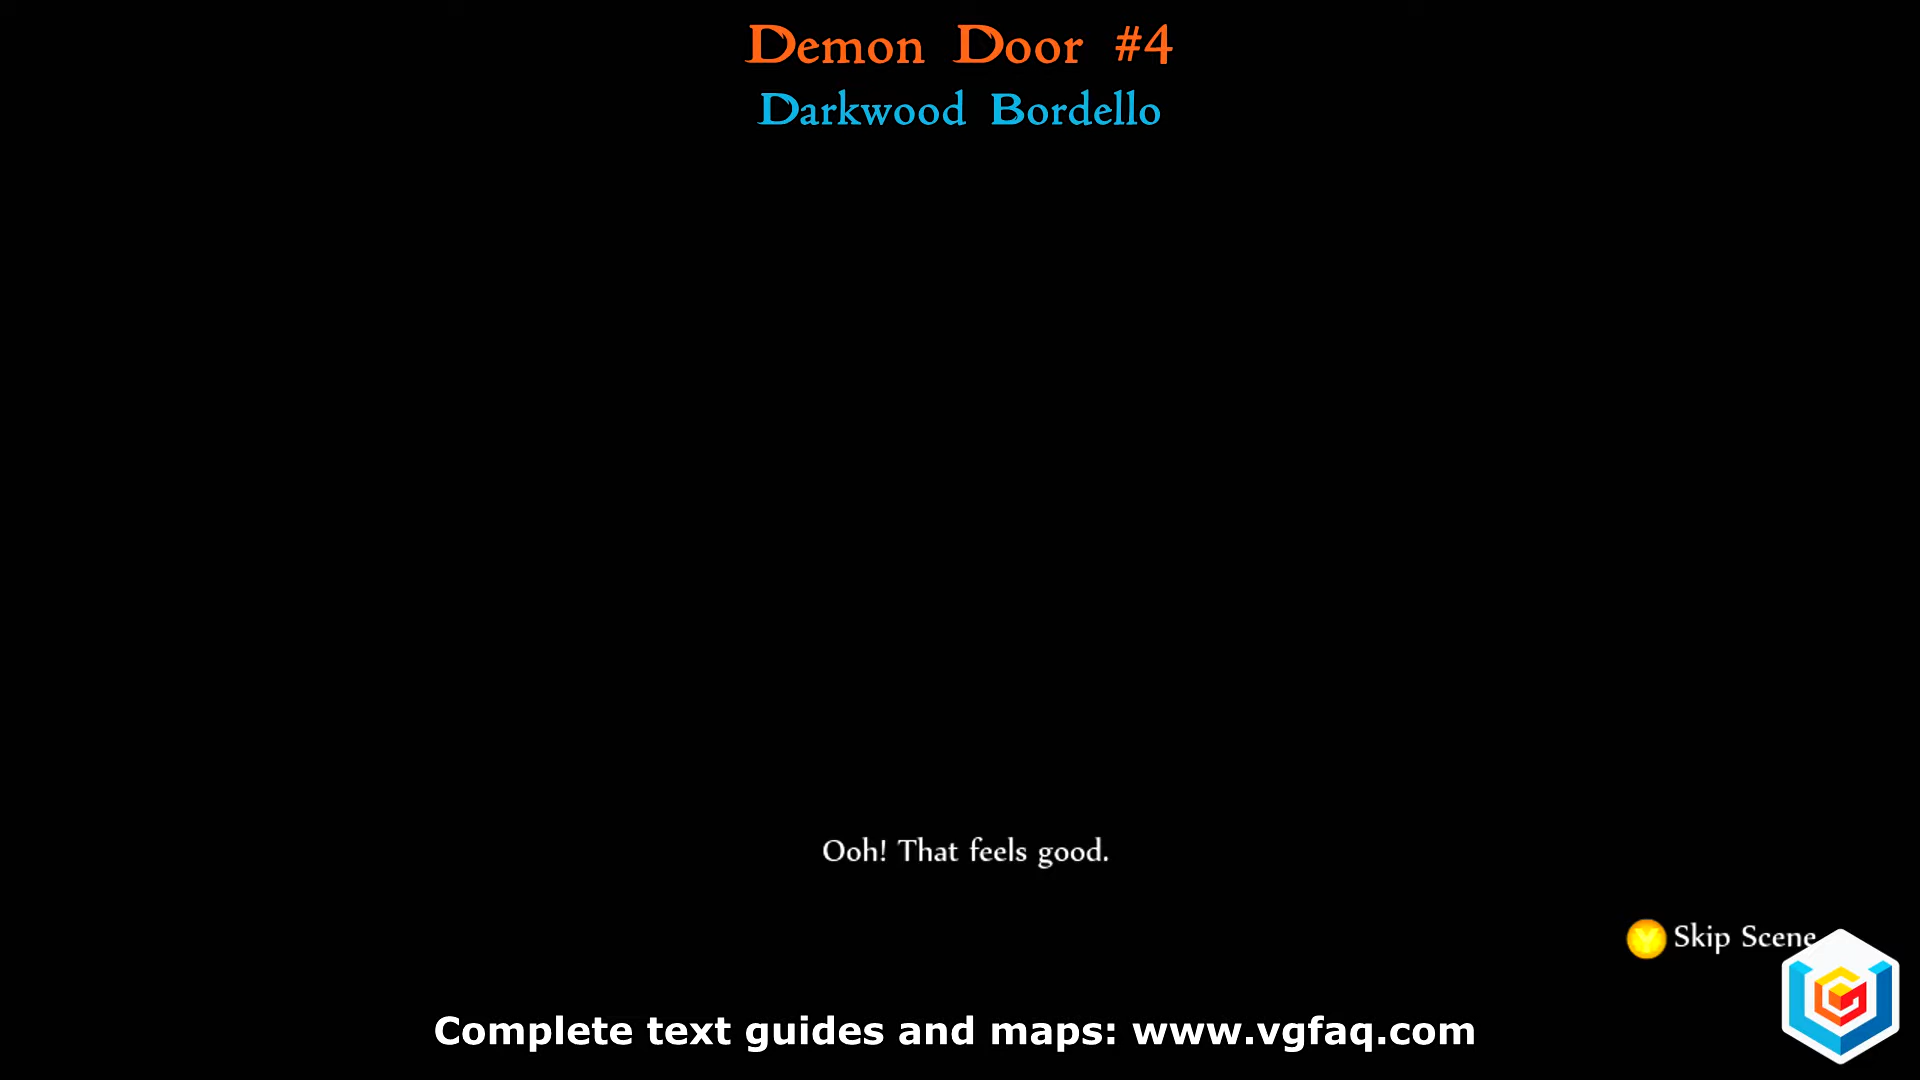 Demon Door #4
Darkwood Bordello
Ooh! That feels good.
Y Skip Scene
Complete text guides and maps: www.vgfaq.com